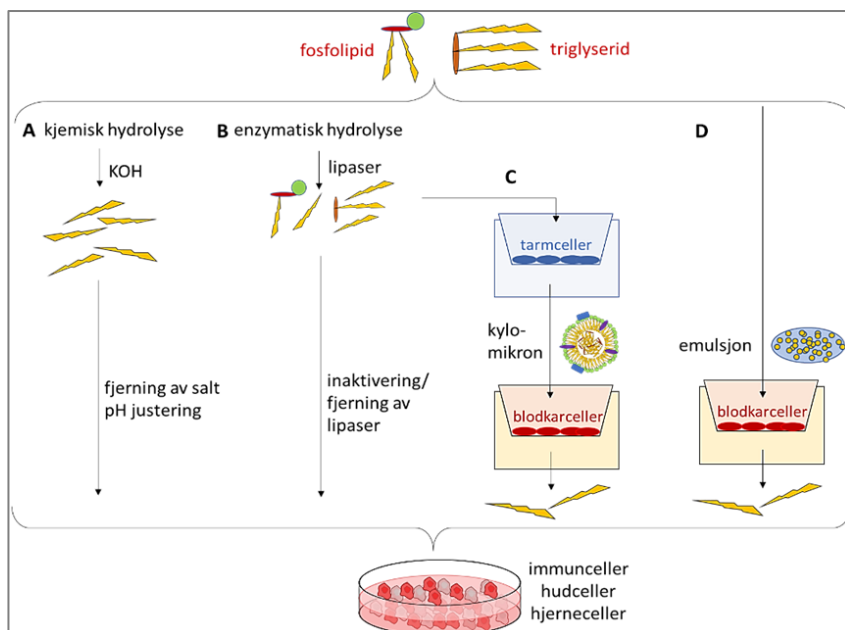 fosfolipid
triglyserid
A kjemisk hydrolyse
KOH
fjerning av salt
pH justering
B enzymatisk hydrolyse
lipaser
inaktivering/
fjerning av
lipaser
C
tarmceller
kylo-
mikron
blodkarceller
D
emulsjon
blodkarceller
immunceller
hudceller
hjerneceller